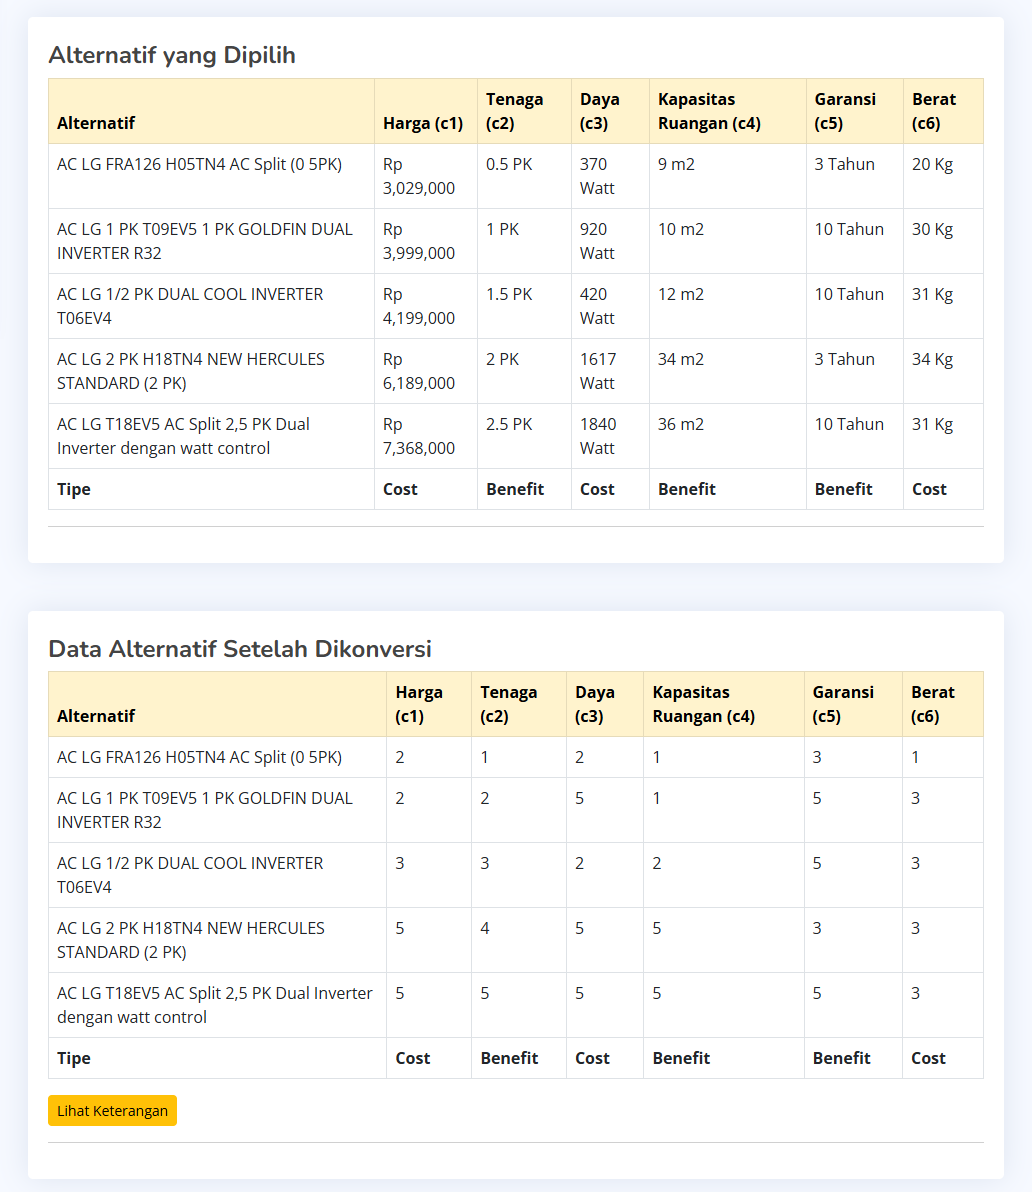 Alternatif yang Dipilih
Alternatif Harga (c1) Tenaga (c2) Daya (c3) Kapasitas Ruangan (c4) Garansi (c5) Berat (c6)
AC LG FRA126 H05TN4 AC Split (0 5PK) Rp 3,029,000 0.5 PK 370 Watt 9 m2 3 Tahun 20 Kg
AC LG 1 PK T09EV5 1 PK GOLDFIN DUAL INVERTER R32 Rp 3,999,000 1 PK 920 Watt 10 m2 10 Tahun 30 Kg
AC LG 1/2 PK DUAL COOL INVERTER T06EV4 Rp 4,199,000 1.5 PK 420 Watt 12 m2 10 Tahun 31 Kg
AC LG 2 PK H18TN4 NEW HERCULES STANDARD (2 PK) Rp 6,189,000 2 PK 1617 Watt 34 m2 3 Tahun 34 Kg
AC LG T18EV5 AC Split 2,5 PK Dual Inverter dengan watt control Rp 7,368,000 2.5 PK 1840 Watt 36 m2 10 Tahun 31 Kg
Tipe Cost Benefit Cost Benefit Benefit Cost
Data Alternatif Setelah Dikonversi
Alternatif Harga (c1) Tenaga (c2) Daya (c3) Kapasitas Ruangan (c4) Garansi (c5) Berat (c6)
AC LG FRA126 H05TN4 AC Split (0 5PK) 2 1 2 1 3 1
AC LG 1 PK T09EV5 1 PK GOLDFIN DUAL INVERTER R32 2 2 5 1 5 3
AC LG 1/2 PK DUAL COOL INVERTER T06EV4 3 3 2 2 5 3
AC LG 2 PK H18TN4 NEW HERCULES STANDARD (2 PK) 5 4 5 5 3 3
AC LG T18EV5 AC Split 2,5 PK Dual Inverter dengan watt control 5 5 5 5 5 3
Tipe Cost Benefit Cost Benefit Benefit Cost
Lihat Keterangan